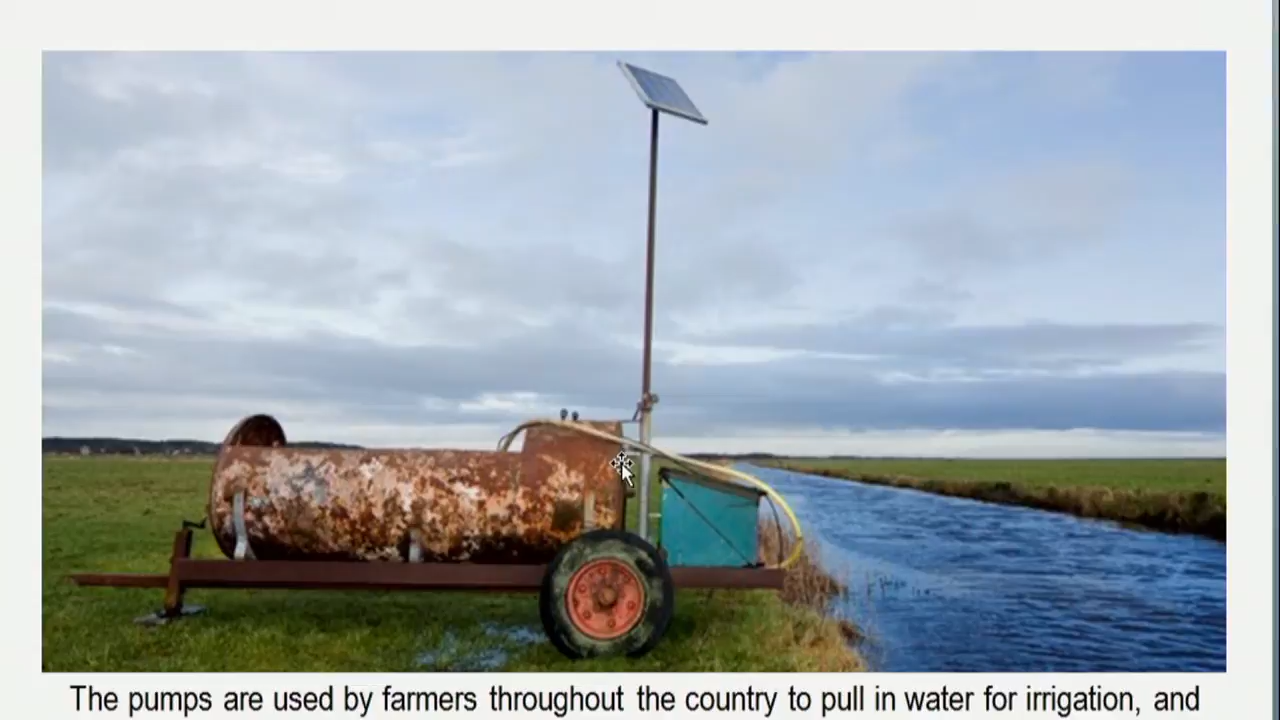 The pumps are used by farmers throughout the country to pull in water for irrigation, and